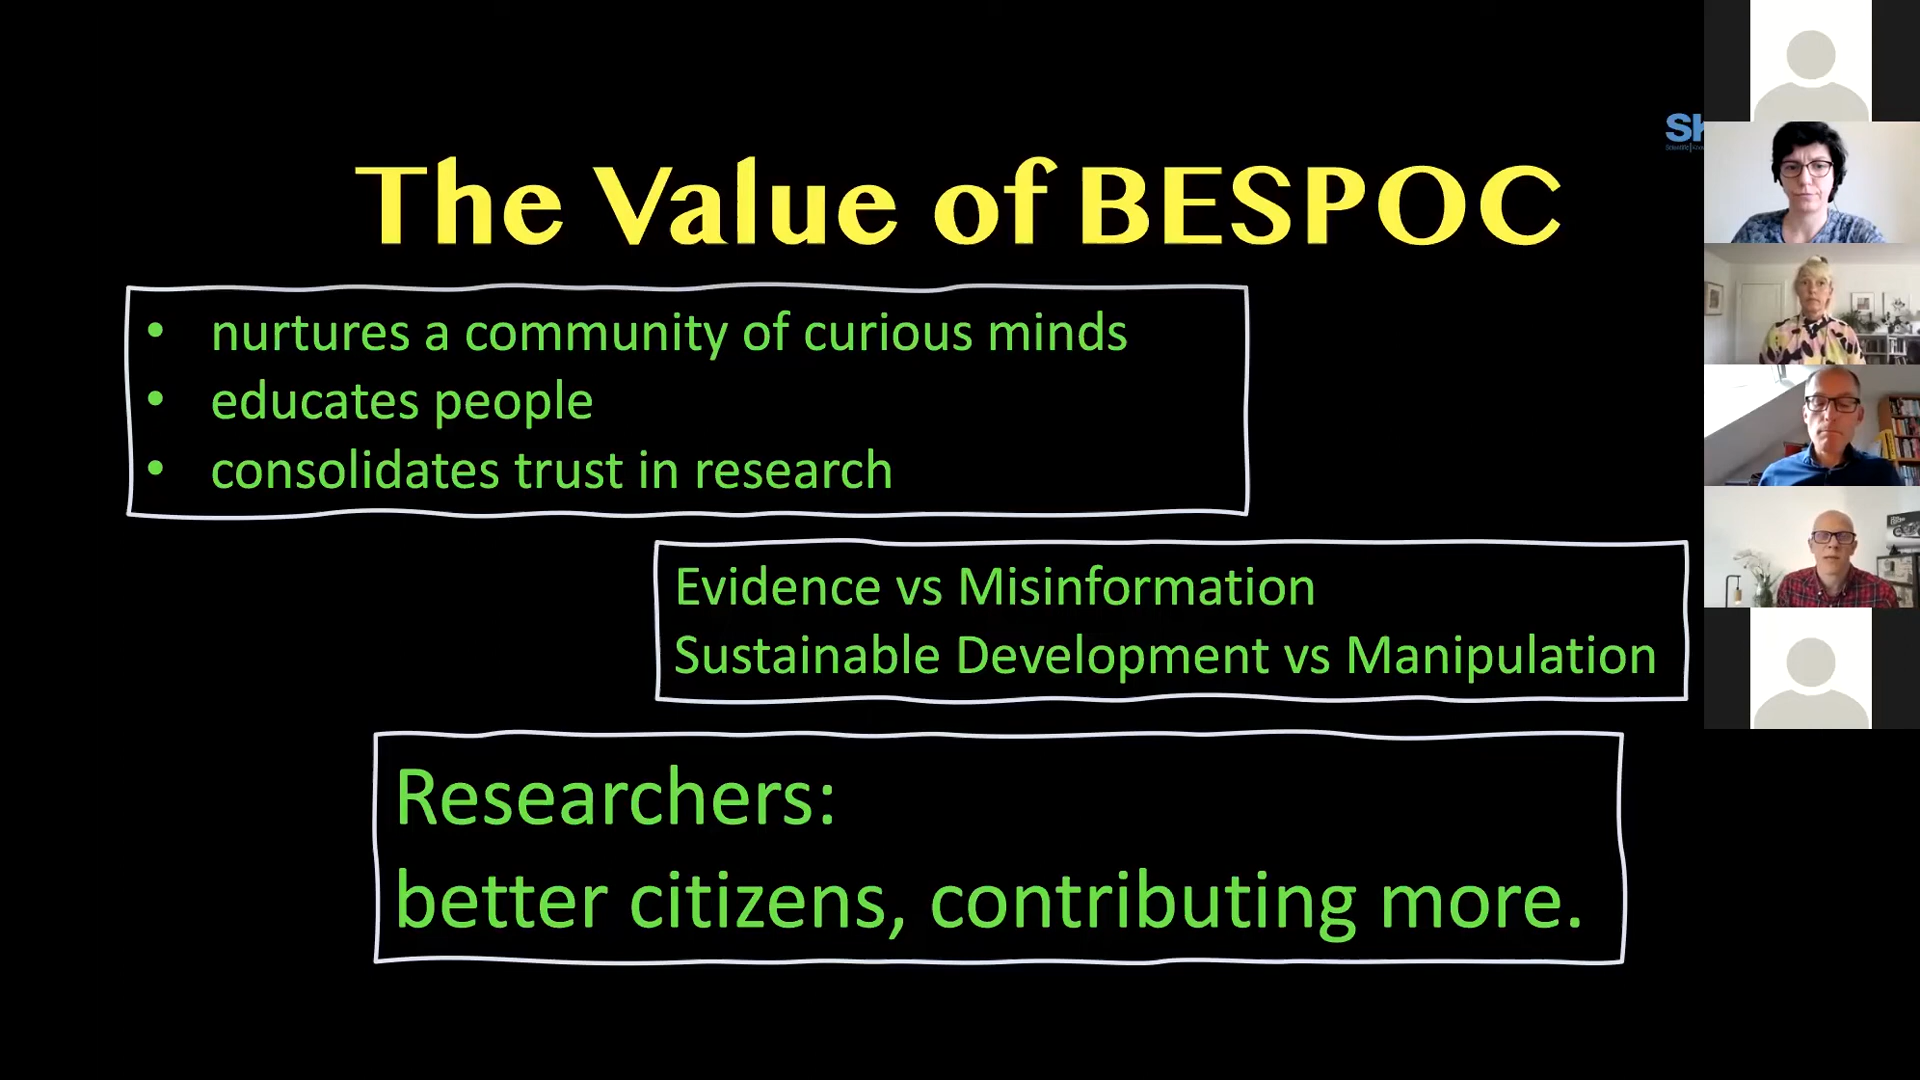 The Value of BESPOC
• nurtures a community of curious minds
• educates people
• consolidates trust in research
Evidence vs Misinformation
Sustainable Development vs Manipulation
Researchers:
better citizens, contributing more.